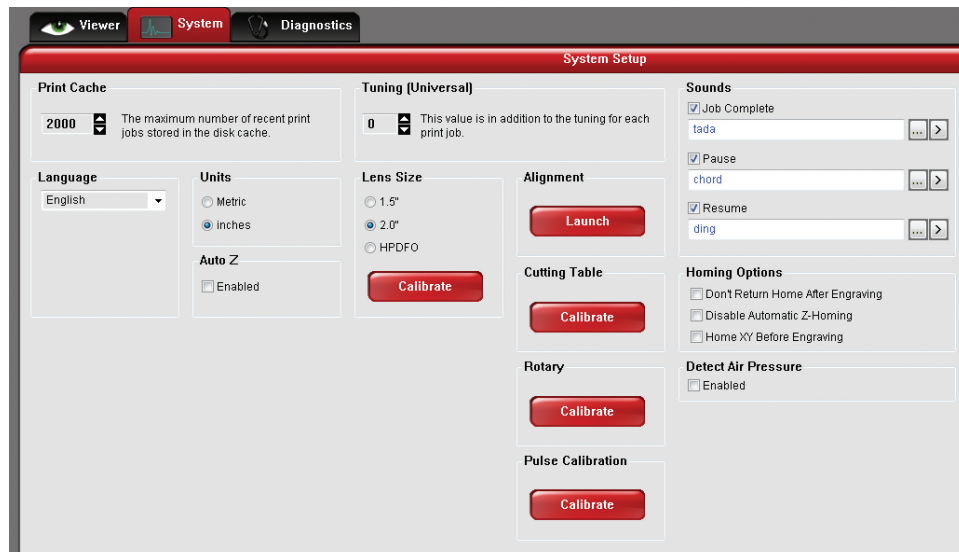 Viewer
System
Diagnostics
System Setup
Print Cache
2000
The maximum number of recent print
jobs stored in the disk cache.
Tuning (Universal)
0
This value is in addition to the tuning for each
print job.
Sounds
Job Complete
tada
...
>
Pause
chord
...
>
Resume
ding
...
>
Language
English
Units
Metric
inches
Auto Z
Enabled
Lens Size
1.5"
2.0"
HPDFO
Calibrate
Alignment
Launch
Cutting Table
Calibrate
Rotary
Calibrate
Pulse Calibration
Calibrate
Homing Options
Don't Return Home After Engraving
Disable Automatic Z-Homing
Home XY Before Engraving
Detect Air Pressure
Enabled